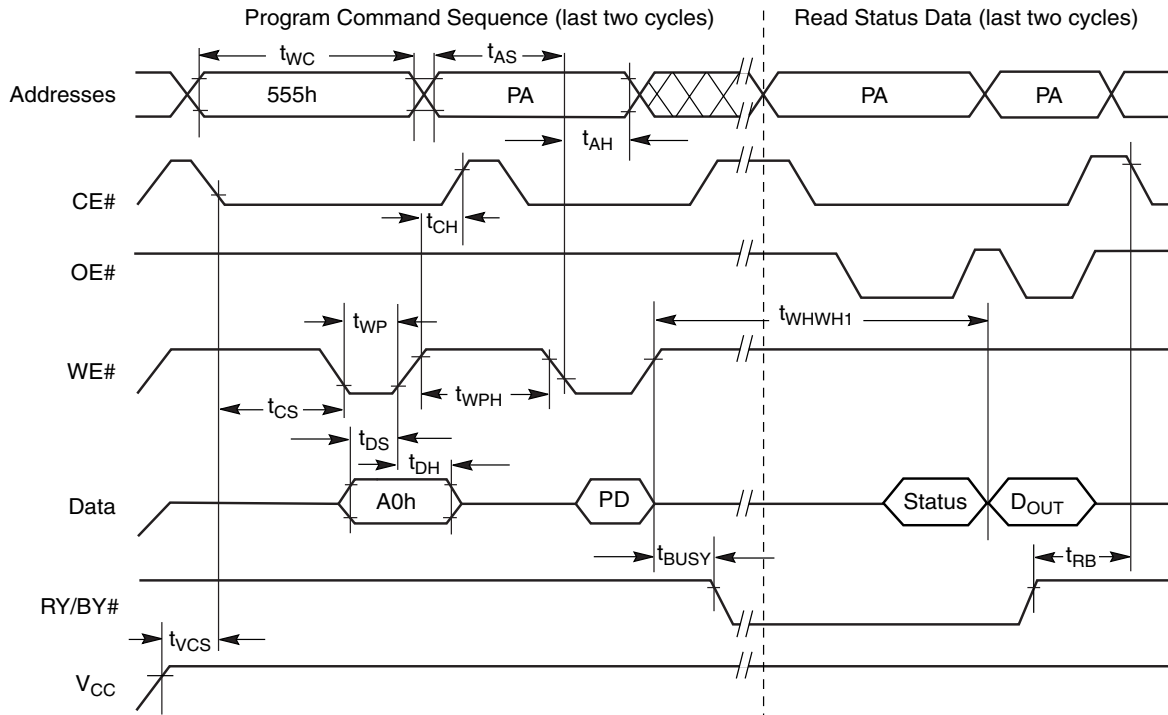 Program Command Sequence (last two cycles)
Read Status Data (last two cycles)
tWC
tAS
Addresses
555h
PA
PA
PA
tAH
CE#
tCH
OE#
tWP
tWHWH1
WE#
tWPH
tCS
tDS
tDH
Data
A0h
PD
Status
DOUT
tBUSY
tRB
RY/BY#
tVCS
VCC